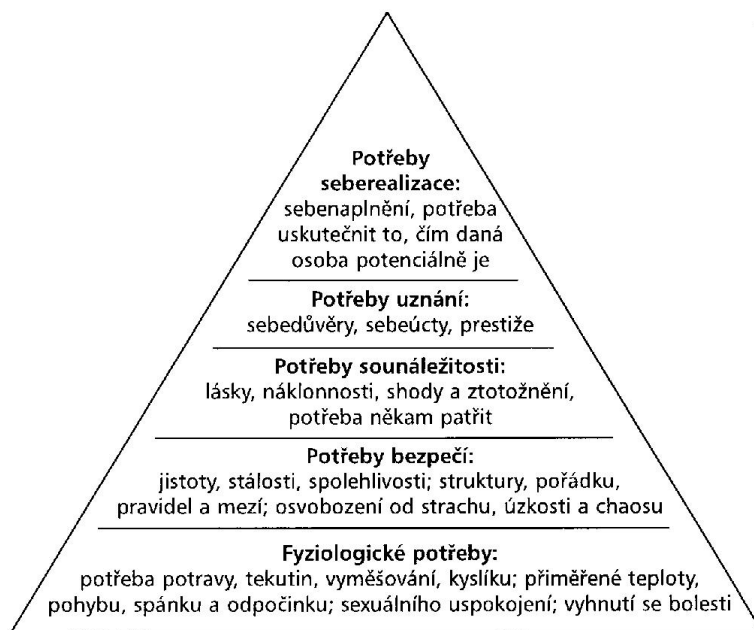 Potřeby
seberealizace:
sebenaplnění, potřeba
uskutečnit to, čím daná
osoba potenciálně je
Potřeby uznání:
sebedůvěry, sebeúcty, prestiže
Potřeby sounáležitosti:
lásky, náklonnosti, shody a ztotožnění,
potřeba někam patřit
Potřeby bezpečí:
jistoty, stálosti, spolehlivosti; struktury, pořádku,
pravidel a mezí; osvobození od strachu, úzkosti a chaosu
Fyziologické potřeby:
potřeba potravy, tekutin, vyměšování, kyslíku; přiměřené teploty,
pohybu, spánku a odpočinku; sexuálního uspokojení; vyhnutí se bolesti